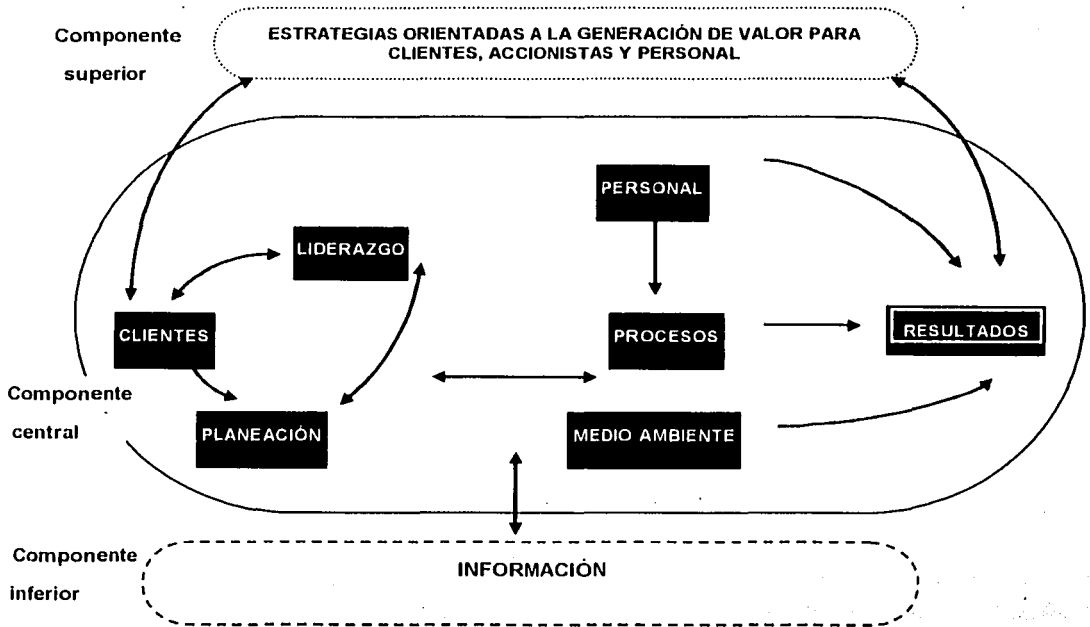 Componente
superior
ESTRATEGIAS ORIENTADAS A LA GENERACIÓN DE VALOR PARA
CLIENTES, ACCIONISTAS Y PERSONAL
PERSONAL
LIDERAZGO
CLIENTES
PROCESOS
RESULTADOS
Componente
central
PLANEACIÓN
MEDIO AMBIENTE
Componente
inferior
INFORMACIÓN